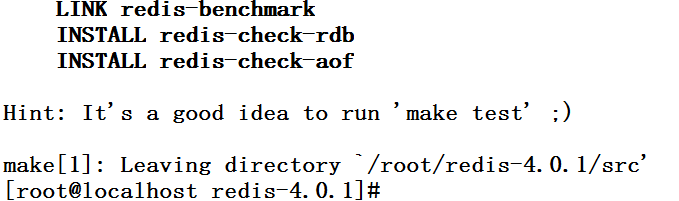 LINK redis-benchmark
INSTALL redis-check-rdb
INSTALL redis-check-aof
Hint: It's a good idea to run 'make test' ;)
make[1]: Leaving directory `/root/redis-4.0.1/src'
[root@localhost redis-4.0.1]#